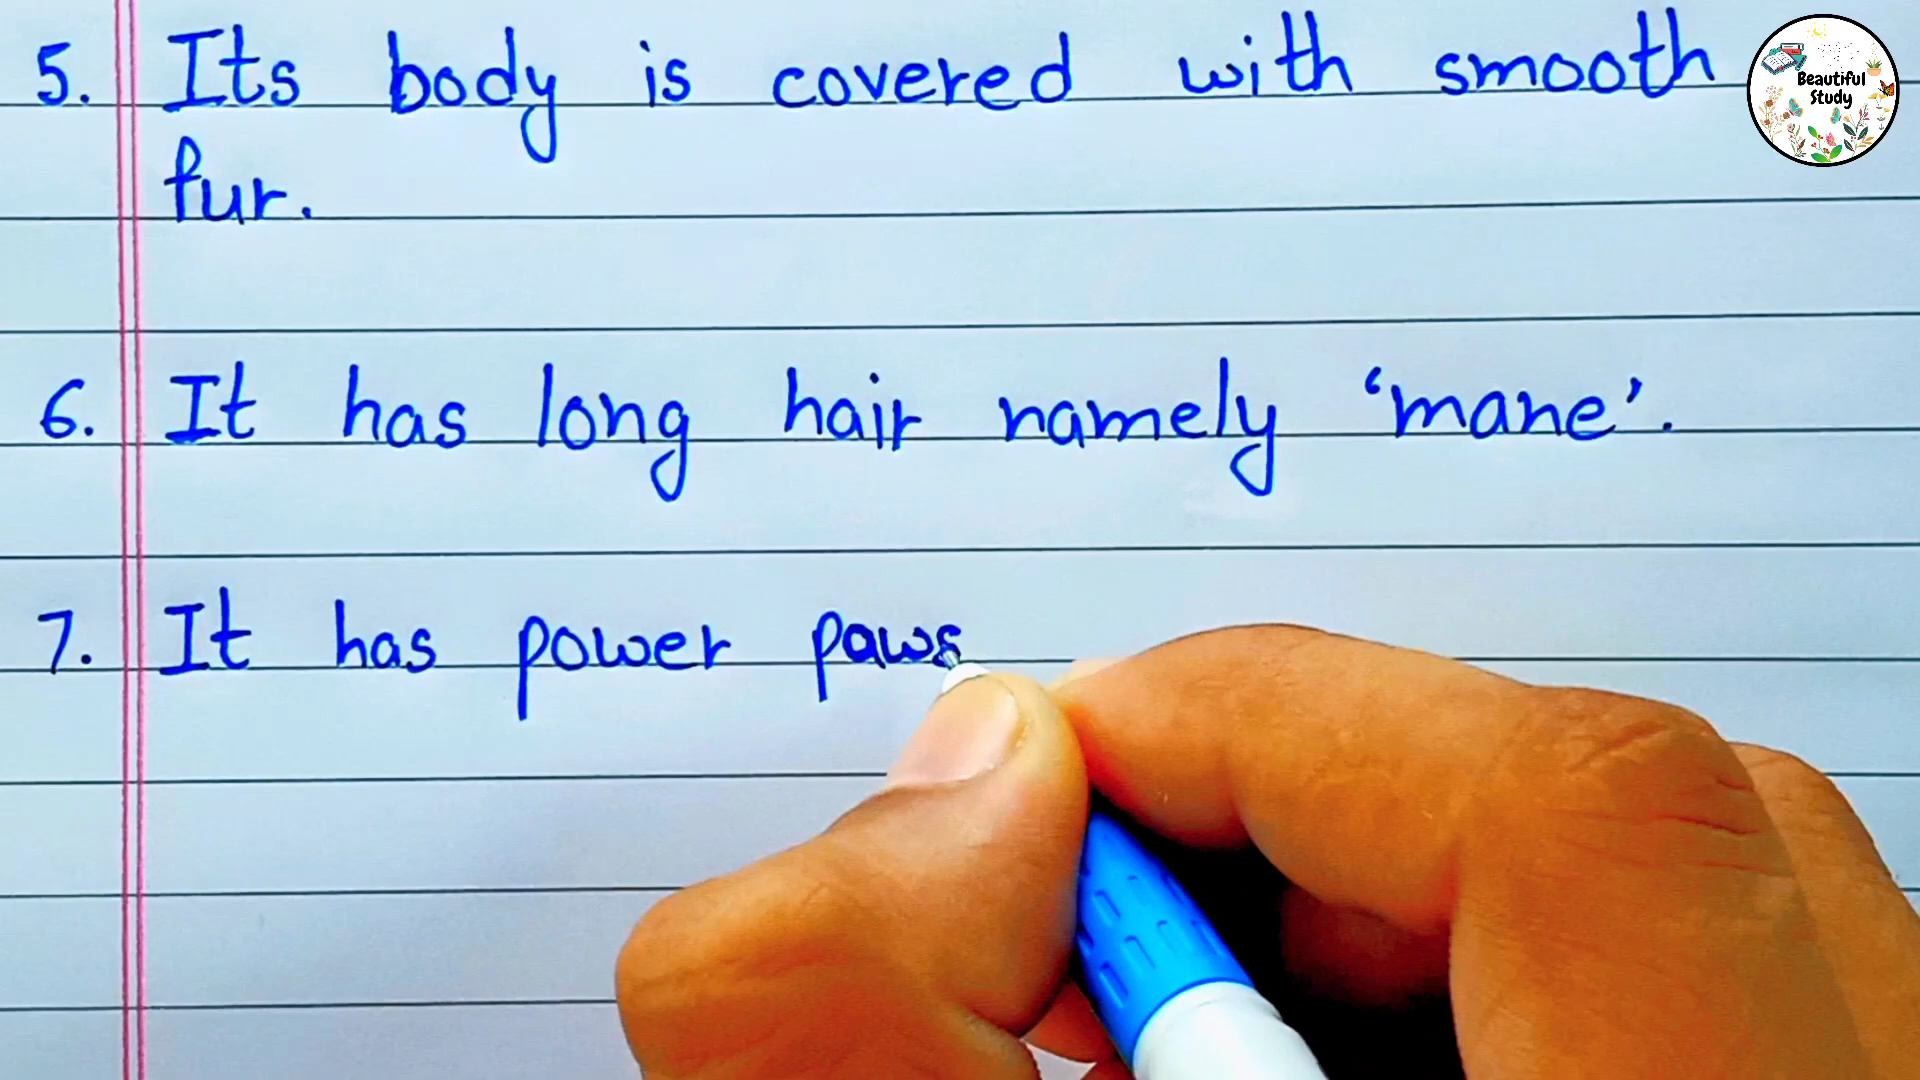 5. Its body is covered with smooth
fur.
6. It has long hair namely ‘mane’.
7. It has power paws
Beautiful
Study